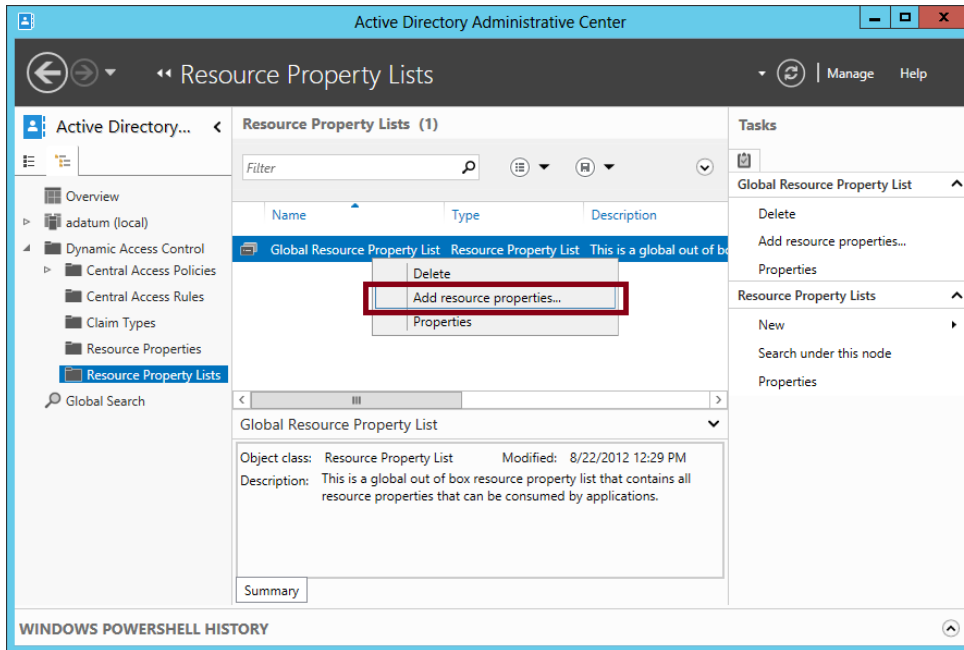 Active Directory Administrative Center
Resource Property Lists
Manage
Help
Active Directory...
Overview
adatum (local)
Dynamic Access Control
Central Access Policies
Central Access Rules
Claim Types
Resource Properties
Resource Property Lists
Global Search
Resource Property Lists (1)
Filter
Name Type Description
Global Resource Property List Resource Property List This is a global out of bo
Delete
Add resource properties...
Properties
Global Resource Property List
Object class: Resource Property List Modified: 8/22/2012 12:29 PM
Description: This is a global out of box resource property list that contains all
resource properties that can be consumed by applications.
Summary
Tasks
Global Resource Property List
Delete
Add resource properties...
Properties
Resource Property Lists
New
Search under this node
Properties
WINDOWS POWERSHELL HISTORY